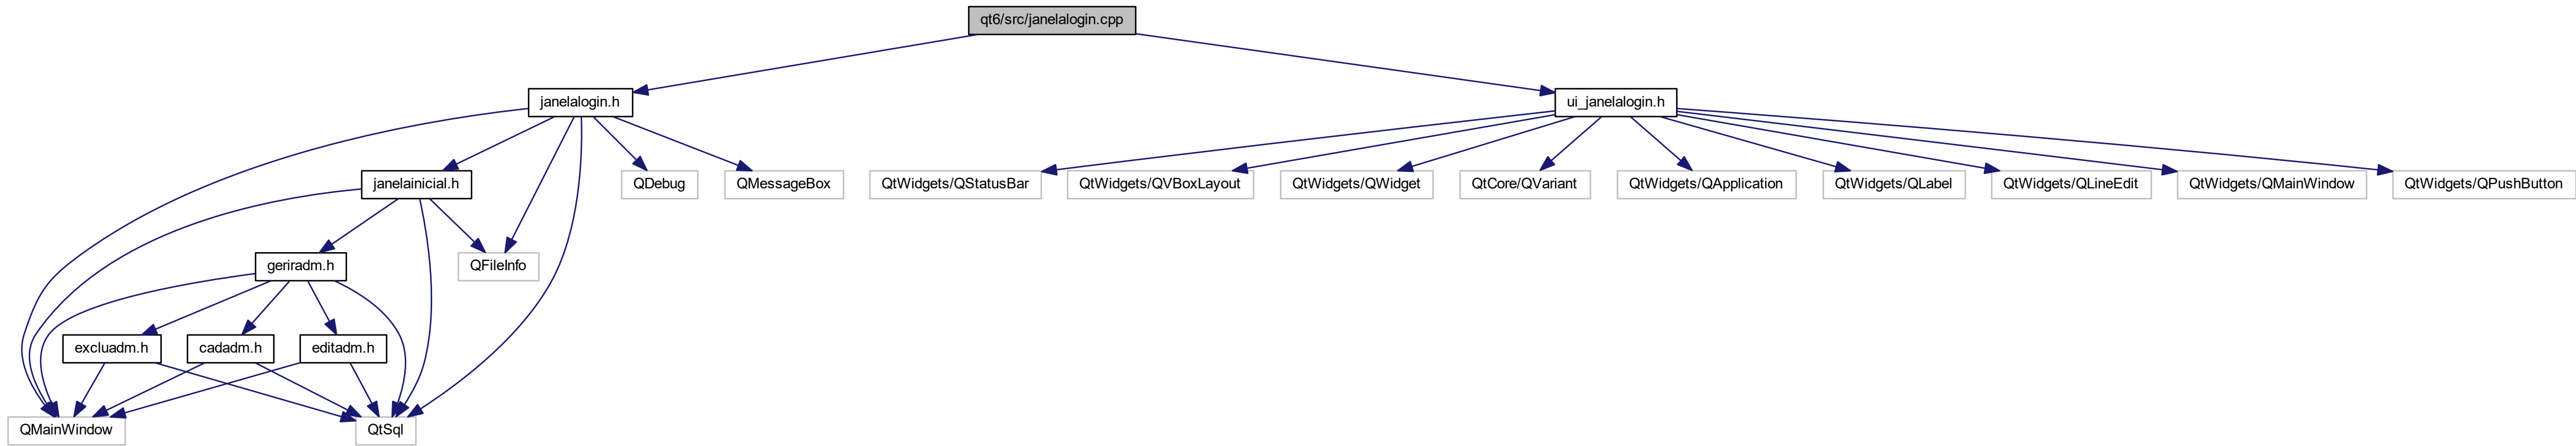 qt6/src/janelalogin.cpp
janelalogin.h
ui_janelalogin.h
janelainicial.h
QDebug
QMessageBox
QtWidgets/QStatusBar
QtWidgets/QVBoxLayout
QtWidgets/QWidget
QtCore/QVariant
QtWidgets/QApplication
QtWidgets/QLabel
QtWidgets/QLineEdit
QtWidgets/QMainWindow
QtWidgets/QPushButton
geriradm.h
QFileInfo
excluadm.h
cadadm.h
editadm.h
QMainWindow
QtSql